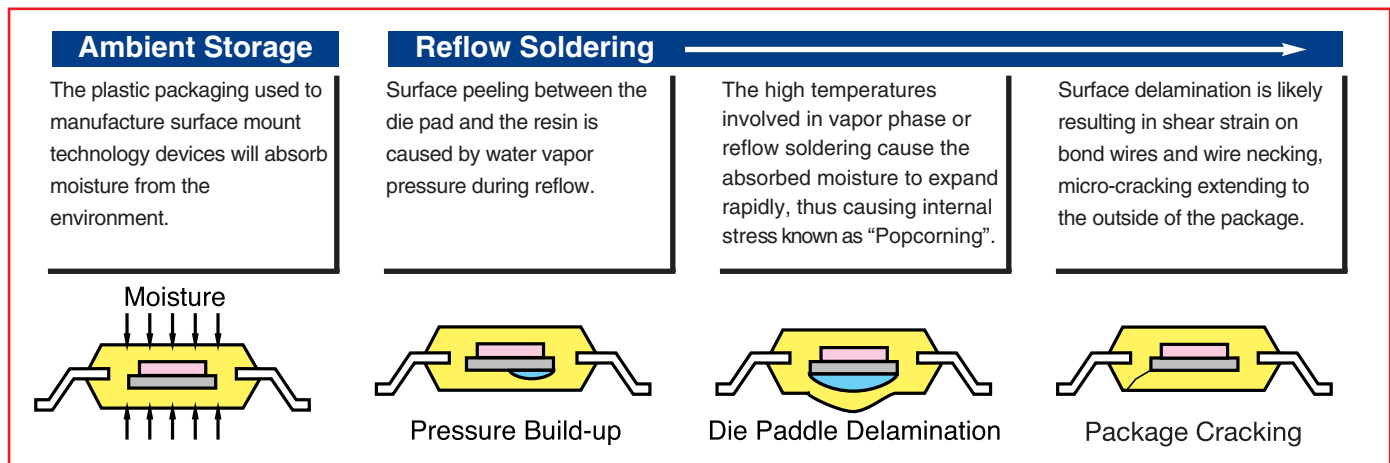 Ambient Storage
Reflow Soldering
The plastic packaging used to
manufacture surface mount
technology devices will absorb
moisture from the
environment.
Surface peeling between the
die pad and the resin is
caused by water vapor
pressure during reflow.
The high temperatures
involved in vapor phase or
reflow soldering cause the
absorbed moisture to expand
rapidly, thus causing internal
stress known as “Popcorning”.
Surface delamination is likely
resulting in shear strain on
bond wires and wire necking,
micro-cracking extending to
the outside of the package.
Moisture
Pressure Build-up
Die Paddle Delamination
Package Cracking